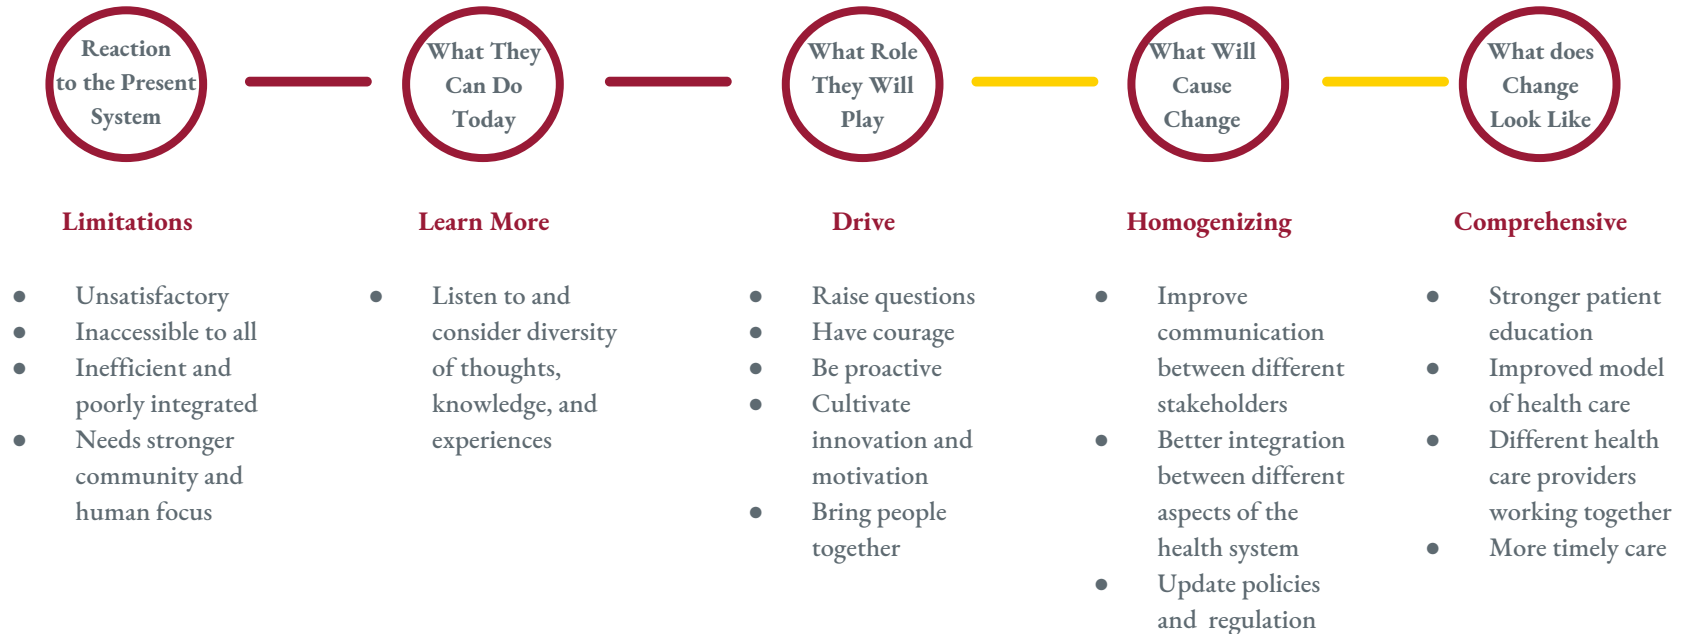 Reaction
to the Present
System
What They
Can Do
Today
What Role
They Will
Play
What Will
Cause
Change
What does
Change
Look Like
Limitations
● Unsatisfactory
● Inaccessible to all
● Inefficient and
poorly integrated
● Needs stronger
community and
human focus
Learn More
● Listen to and
consider diversity
of thoughts,
knowledge, and
experiences
Drive
● Raise questions
● Have courage
● Be proactive
● Cultivate
innovation and
motivation
● Bring people
together
Homogenizing
● Improve
communication
between different
stakeholders
● Better integration
between different
aspects of the
health system
● Update policies
and regulation
Comprehensive
● Stronger patient
education
● Improved model
of health care
● Different health
care providers
working together
● More timely care